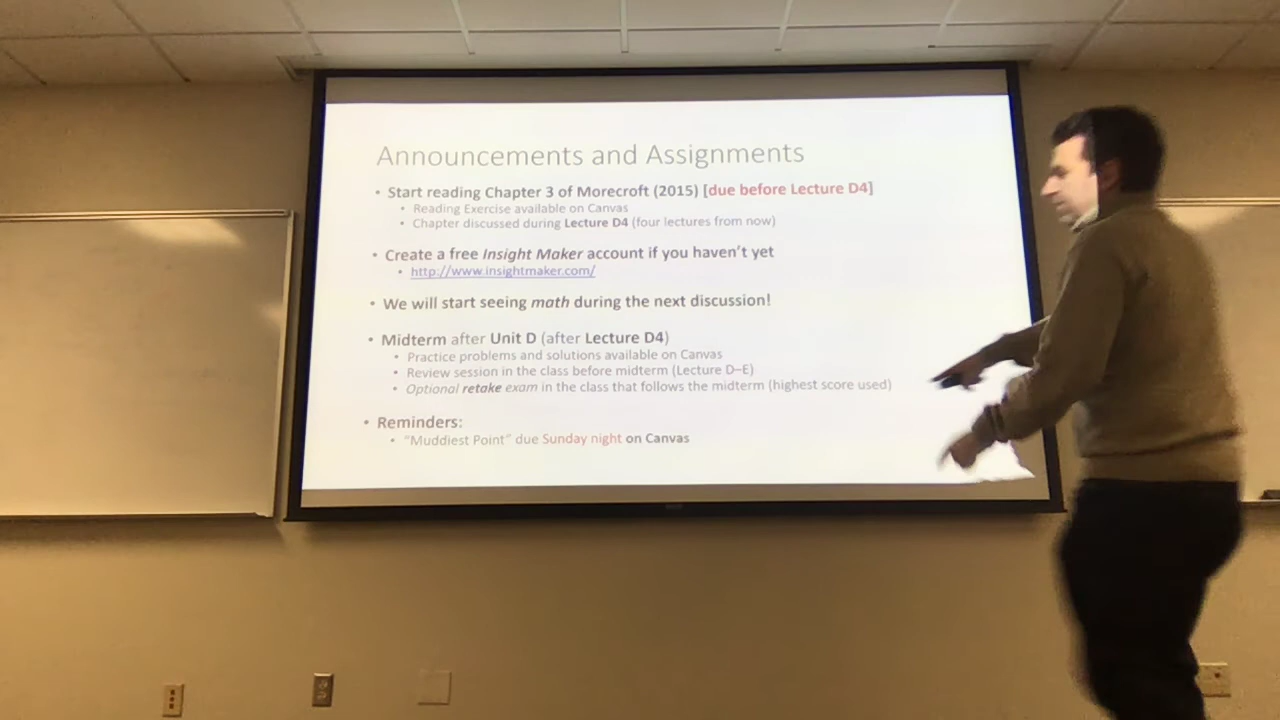 Announcements and Assignments
• Start reading Chapter 3 of Morecroft (2015) [due before Lecture D4]
• Reading Exercise available on Canvas
• Chapter discussed during Lecture D4 (four lectures from now)
• Create a free Insight Maker account if you haven't yet
• http://www.insightmaker.com/
• We will start seeing math during the next discussion!
• Midterm after Unit D (after Lecture D4)
• Practice problems and solutions available on Canvas
• Review session in the class before midterm (Lecture D–E)
• Optional retake exam in the class that follows the midterm (highest score used)
• Reminders:
• "Muddiest Point" due Sunday night on Canvas